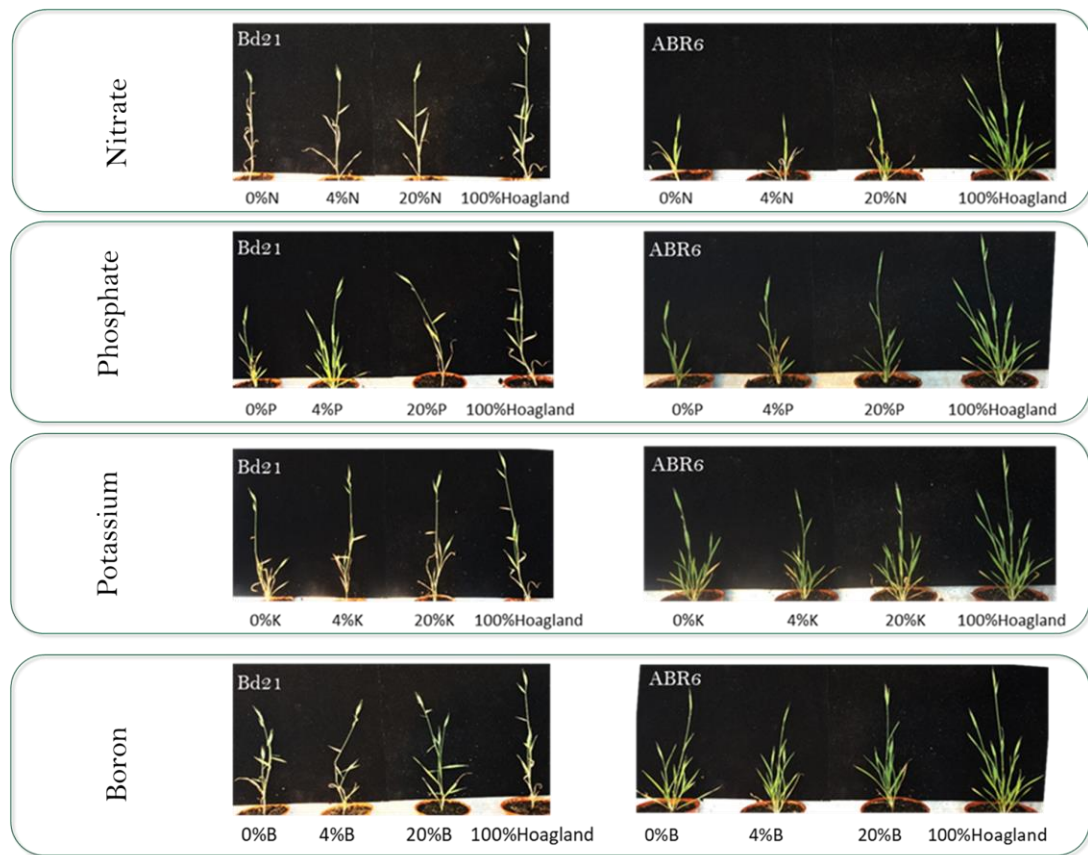 Nitrate
Bd21
0%N 4%N 20%N 100%Hoagland
ABR6
0%N 4%N 20%N 100%Hoagland
Phosphate
Bd21
0%P 4%P 20%P 100%Hoagland
ABR6
0%P 4%P 20%P 100%Hoagland
Potassium
Bd21
0%K 4%K 20%K 100%Hoagland
ABR6
0%K 4%K 20%K 100%Hoagland
Boron
Bd21
0%B 4%B 20%B 100%Hoagland
ABR6
0%B 4%B 20%B 100%Hoagland